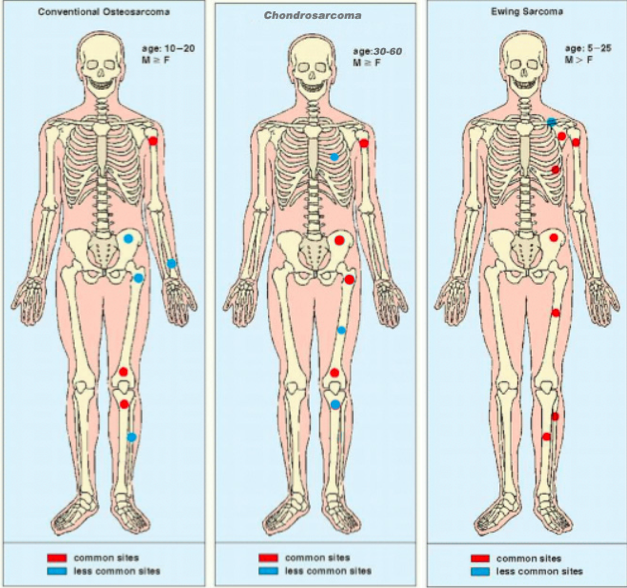 Conventional Osteosarcoma
age: 10–20
M ≥ F
common sites
less common sites
Chondrosarcoma
age:30-60
M ≥ F
common sites
less common sites
Ewing Sarcoma
age: 5–25
M > F
common sites
less common sites